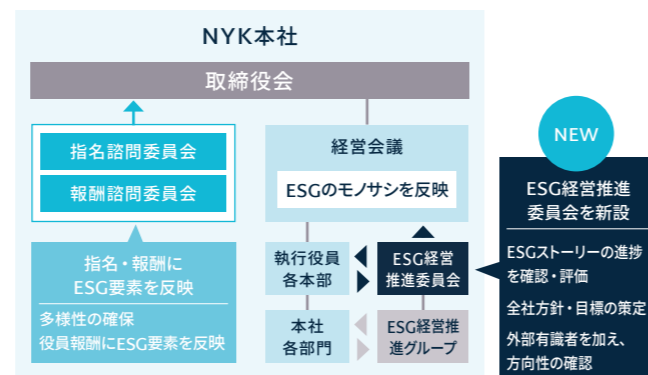 NYK本社
取締役会
指名諮問委員会
報酬諮問委員会
指名・報酬に
ESG要素を反映
多様性の確保
役員報酬にESG要素を反映
経営会議
ESGのモノサシを反映
執行役員
各本部
ESG経営
推進委員会
本社
各部門
ESG経営推
進グループ
NEW
ESG経営推進
委員会を新設
ESGストーリーの進捗
を確認・評価
全社方針・目標の策定
外部有識者を加え、
方向性の確認